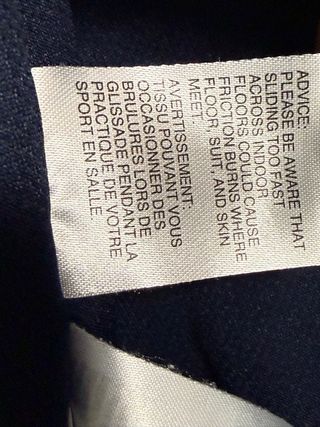 ADVICE:
PLEASE BE AWARE THAT
SLIDING TOO FAST
ACROSS INDOOR
FLOORS COULD CAUSE
FRICTION BURNS WHERE
FLOOR, SUIT, AND SKIN
MEET.
AVERTISSEMENT:
TISSU POUVANT VOUS
OCCASIONNER DES
BRULURES LORS DE
GLISSADE PENDANT LA
PRACTIQUE DE VOTRE
SPORT EN SALLE